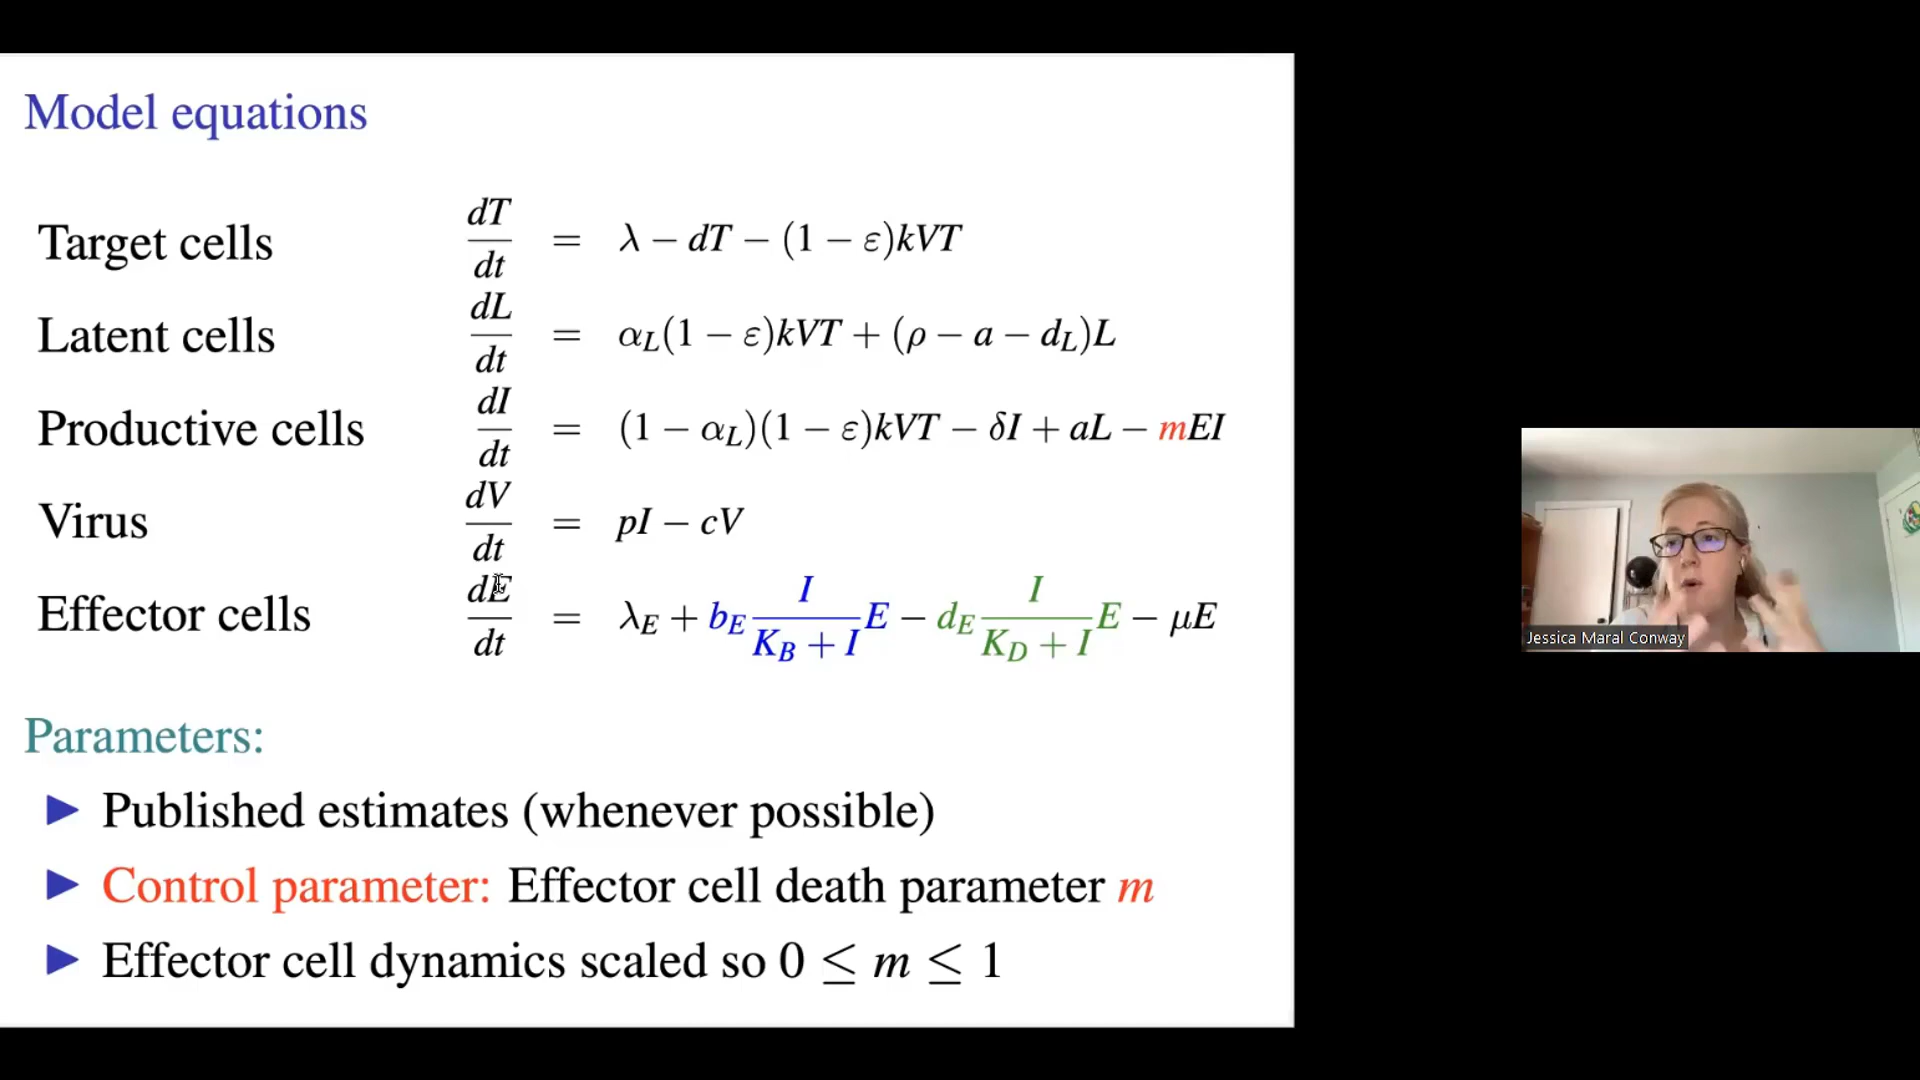 Model equations
Target cells dT/dt = λ − dT − (1 − ε)kVT
Latent cells dL/dt = α_L(1 − ε)kVT + (ρ − a − d_L)L
Productive cells dI/dt = (1 − α_L)(1 − ε)kVT − δI + aL − mEI
Virus dV/dt = pI − cV
Effector cells dE/dt = λ_E + b_E I/(K_B + I) E − d_E I/(K_D + I) E − μE
Parameters:
▶ Published estimates (whenever possible)
▶ Control parameter: Effector cell death parameter m
▶ Effector cell dynamics scaled so 0 ≤ m ≤ 1
Jessica Maral Conway